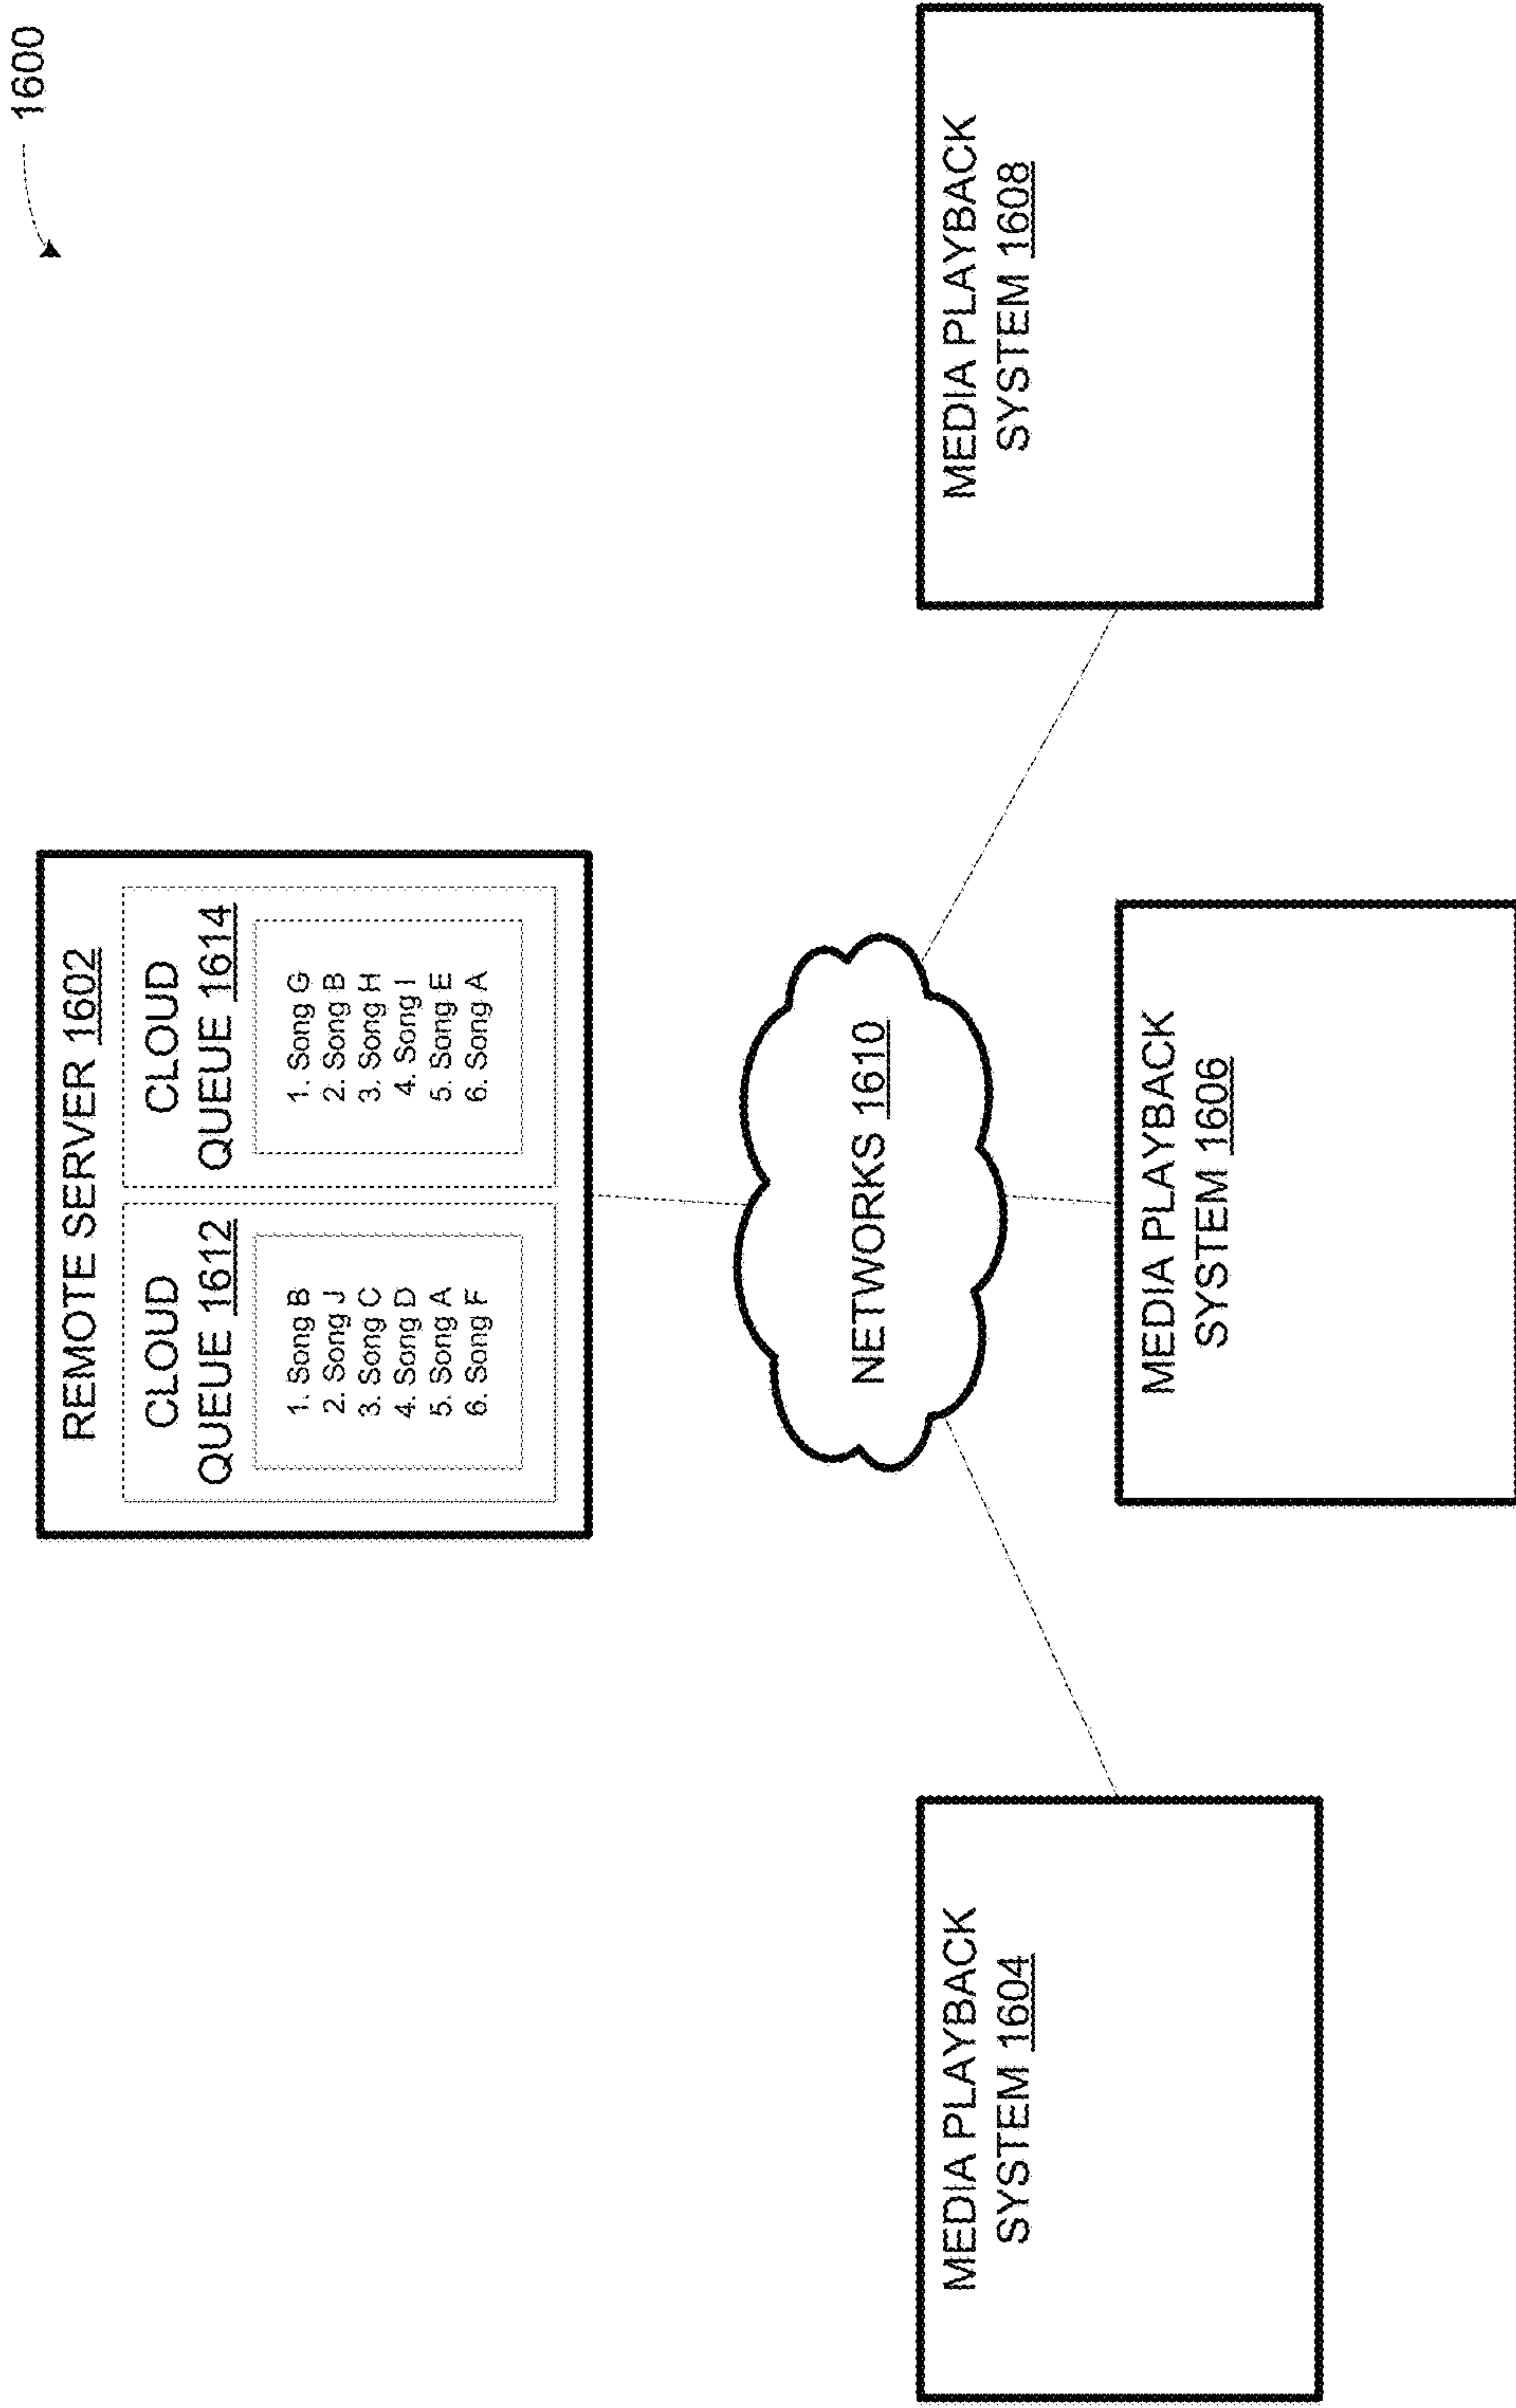 1600
REMOTE SERVER 1602
CLOUD
QUEUE 1612
1. Song B
2. Song J
3. Song C
4. Song D
5. Song A
6. Song F
CLOUD
QUEUE 1614
1. Song G
2. Song B
3. Song H
4. Song I
5. Song E
6. Song A
NETWORKS 1610
MEDIA PLAYBACK
SYSTEM 1604
MEDIA PLAYBACK
SYSTEM 1606
MEDIA PLAYBACK
SYSTEM 1608